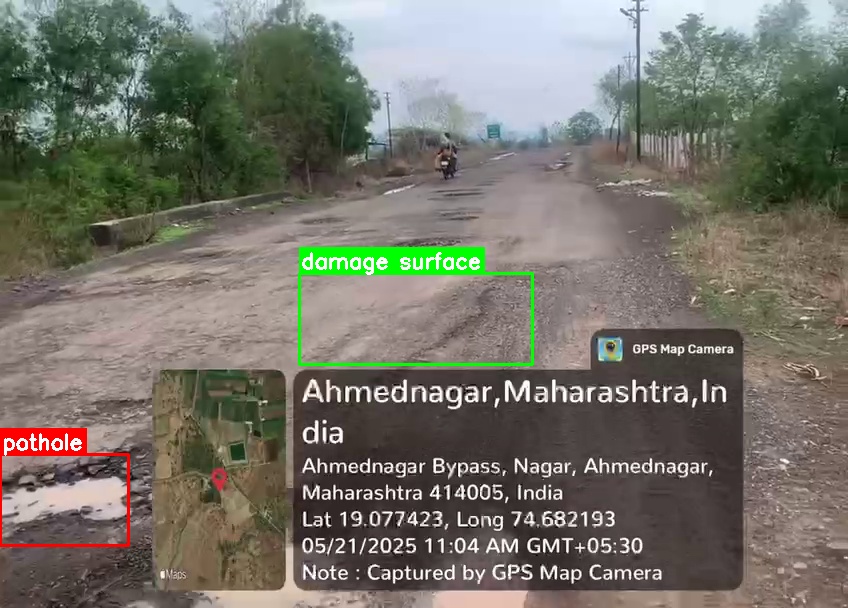 damage surface
GPS Map Camera
Ahmednagar,Maharashtra,In
dia
pothole
Ahmednagar Bypass, Nagar, Ahmednagar,
Maharashtra 414005, India
Lat 19.077423, Long 74.682193
05/21/2025 11:04 AM GMT+05:30
Note : Captured by GPS Map Camera
Maps